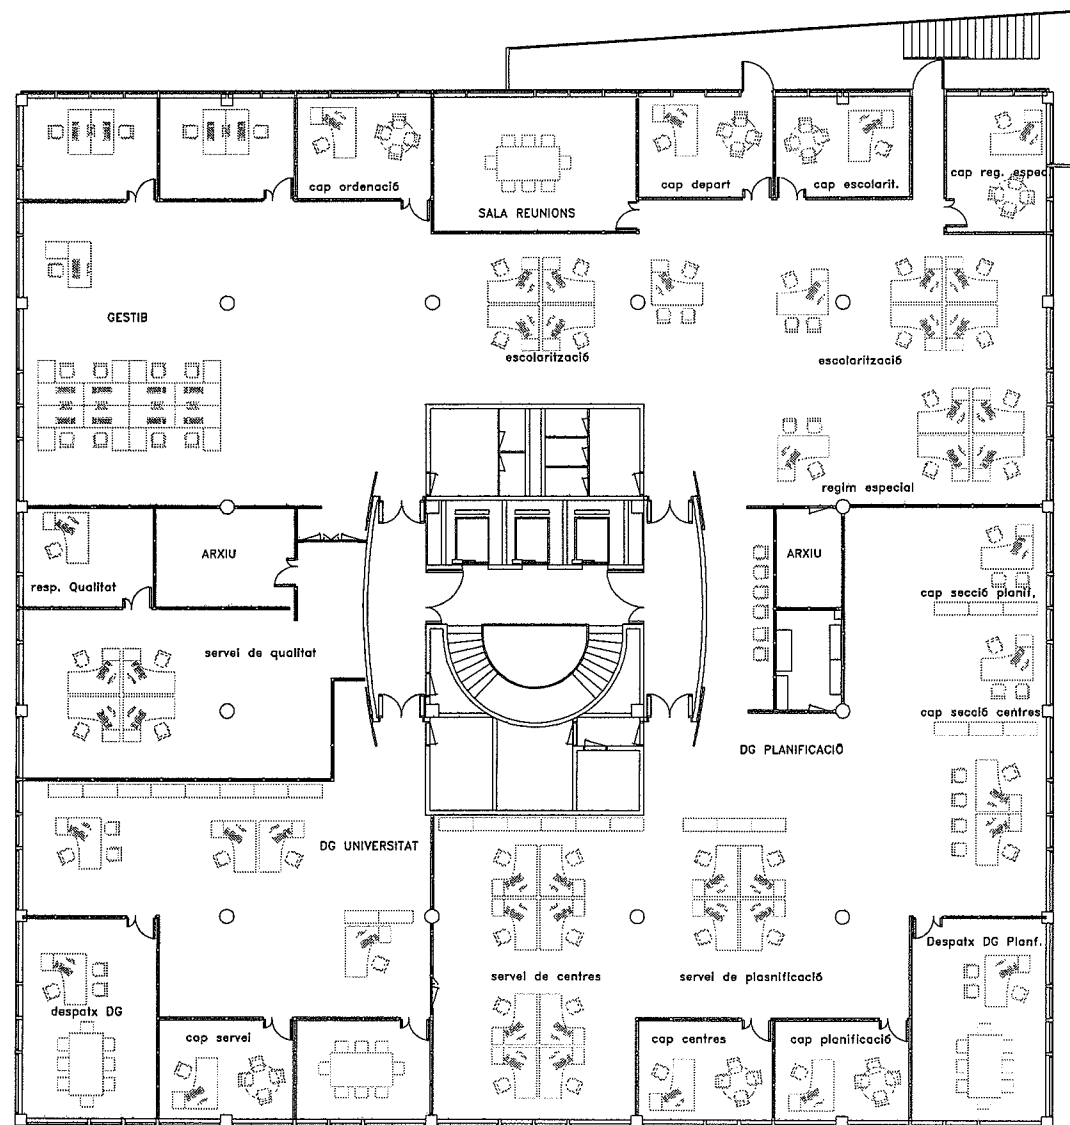 cap ordenació
cap depart
cap escolarit.
cap reg. espec.
SALA REUNIONS
GESTIB
escolarització
escolarització
regim especial
ARXIU
ARXIU
resp. Qualitat
cap secció planif.
servei de qualitat
cap secció centres
DG PLANIFICACIÓ
DG UNIVERSITAT
Despatx DG Planf.
servei de centres
servei de plasnificació
despatx DG
cap servei
cap centres
cap planificació